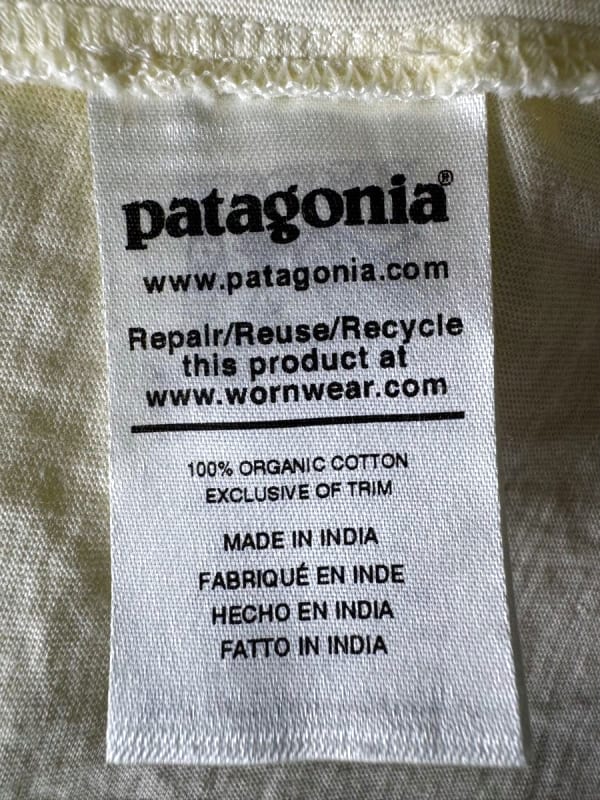 patagonia®
www.patagonia.com
Repair/Reuse/Recycle
this product at
www.wornwear.com
100% ORGANIC COTTON
EXCLUSIVE OF TRIM
MADE IN INDIA
FABRIQUÉ EN INDE
HECHO EN INDIA
FATTO IN INDIA